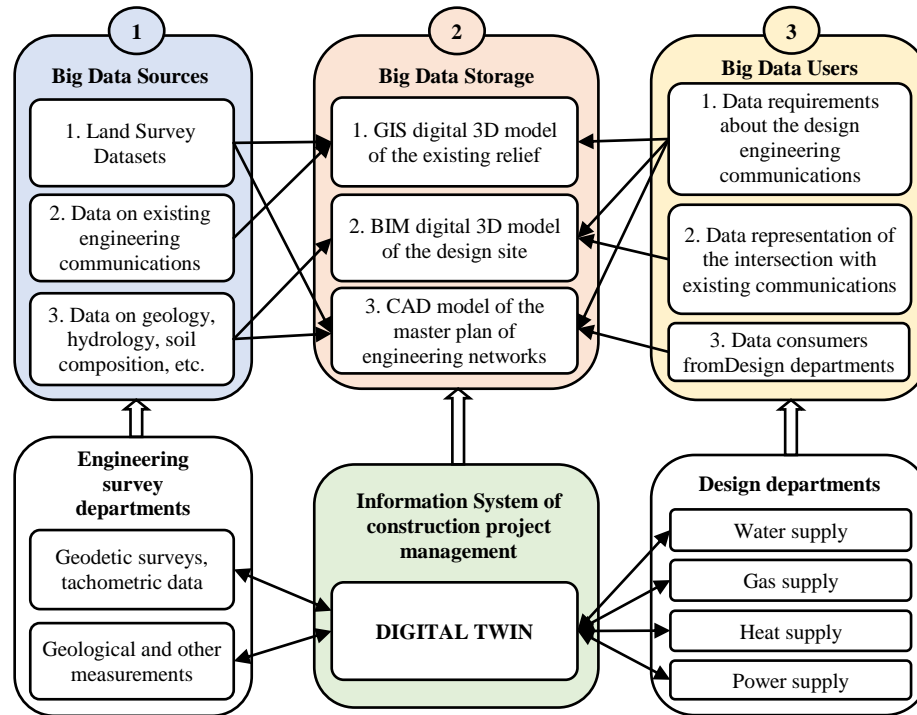 1
Big Data Sources
1. Land Survey
Datasets
2. Data on existing
engineering
communications
3. Data on geology,
hydrology, soil
composition, etc.
2
Big Data Storage
1. GIS digital 3D model
of the existing relief
2. BIM digital 3D model
of the design site
3. CAD model of the
master plan of
engineering networks
3
Big Data Users
1. Data requirements
about the design
engineering
communications
2. Data representation of
the intersection with
existing communications
3. Data consumers
fromDesign departments
Engineering
survey
departments
Geodetic surveys,
tachometric data
Geological and other
measurements
Information System of
construction project
management
DIGITAL TWIN
Design departments
Water supply
Gas supply
Heat supply
Power supply